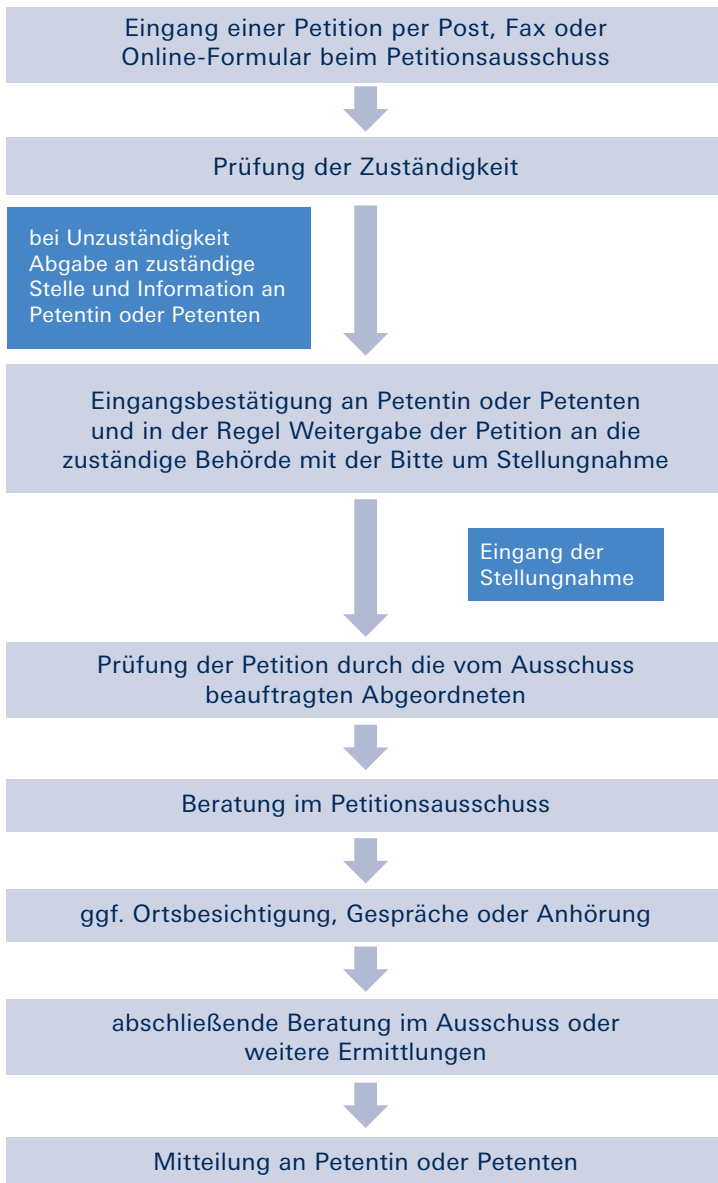 Eingang einer Petition per Post, Fax oder
Online-Formular beim Petitionsausschuss
Prüfung der Zuständigkeit
bei Unzuständigkeit
Abgabe an zuständige
Stelle und Information an
Petentin oder Petenten
Eingangsbestätigung an Petentin oder Petenten
und in der Regel Weitergabe der Petition an die
zuständige Behörde mit der Bitte um Stellungnahme
Eingang der
Stellungnahme
Prüfung der Petition durch die vom Ausschuss
beauftragten Abgeordneten
Beratung im Petitionsausschuss
ggf. Ortsbesichtigung, Gespräche oder Anhörung
abschließende Beratung im Ausschuss oder
weitere Ermittlungen
Mitteilung an Petentin oder Petenten